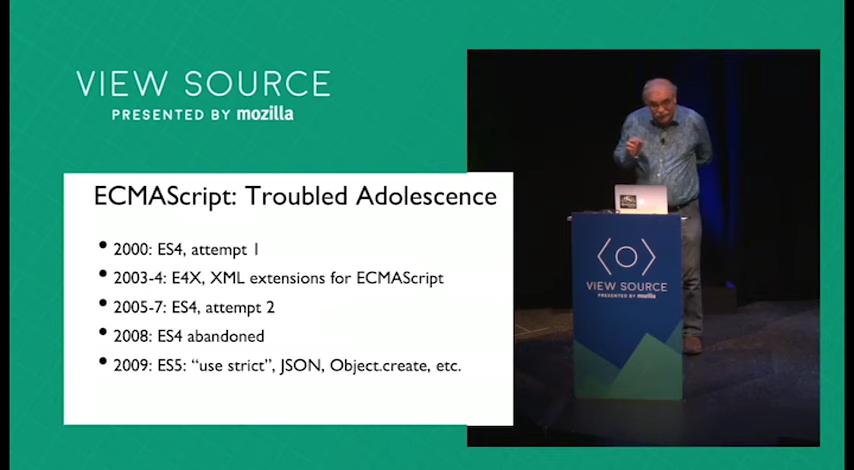 VIEW SOURCE
PRESENTED BY mozilla
ECMAScript: Troubled Adolescence
2000: ES4, attempt 1
2003-4: E4X, XML extensions for ECMAScript
2005-7: ES4, attempt 2
2008: ES4 abandoned
2009: ES5: “use strict”, JSON, Object.create, etc.
VIEW SOURCE
PRESENTED BY mozilla